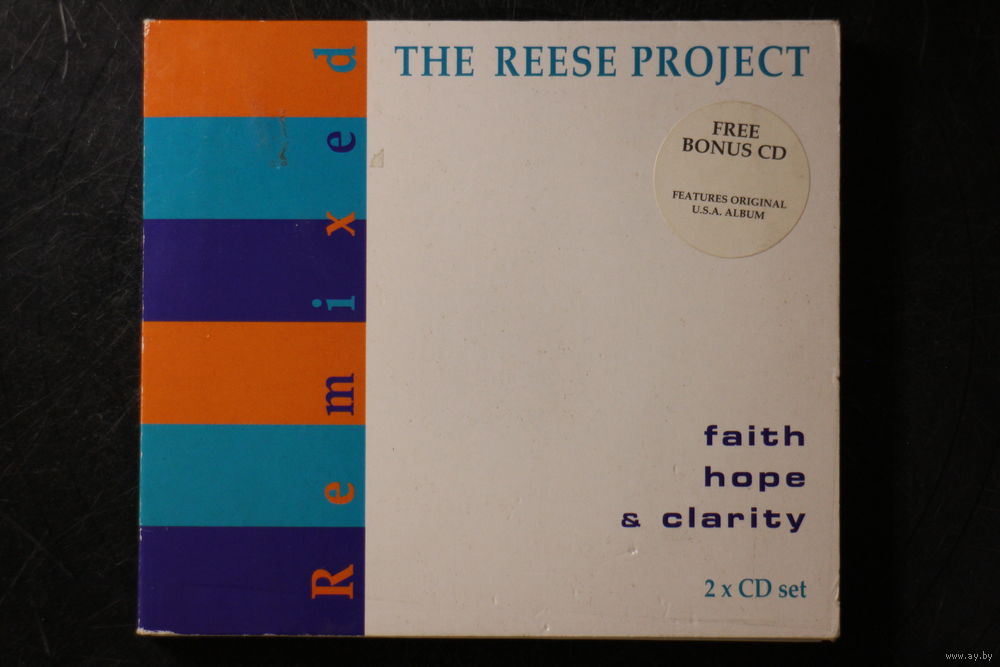 Remixed
THE REESE PROJECT
FREE
BONUS CD
FEATURES ORIGINAL
U.S.A. ALBUM
faith
hope
& clarity
2 x CD set
www.ay.by